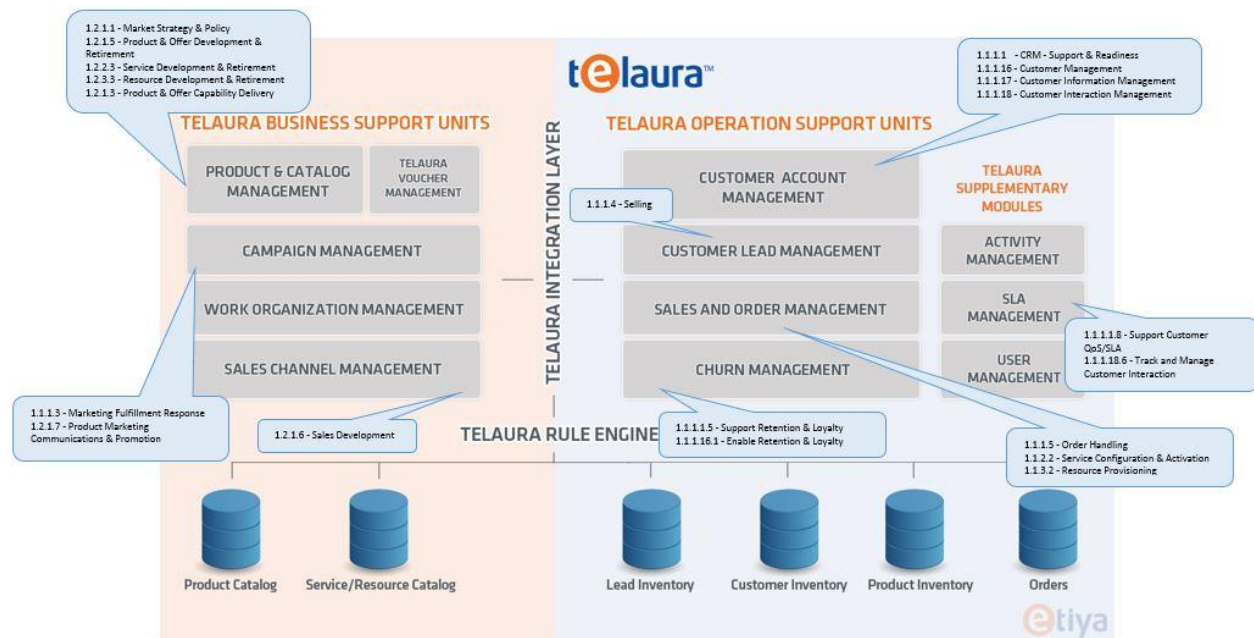 1.2.1.1 - Market Strategy & Policy
1.2.1.5 - Product & Offer Development &
Retirement
1.2.2.3 - Service Development & Retirement
1.2.3.3 - Resource Development & Retirement
1.2.1.3 - Product & Offer Capability Delivery
telaura™
1.1.1.1 - CRM - Support & Readiness
1.1.1.16 - Customer Management
1.1.1.17 - Customer Information Management
1.1.1.18 - Customer Interaction Management
TELAURA BUSINESS SUPPORT UNITS
PRODUCT & CATALOG
MANAGEMENT
TELAURA
VOUCHER
MANAGEMENT
CAMPAIGN MANAGEMENT
WORK ORGANIZATION MANAGEMENT
SALES CHANNEL MANAGEMENT
1.1.1.3 - Marketing Fulfillment Response
1.2.1.7 - Product Marketing
Communications & Promotion
1.2.1.6 - Sales Development
TELAURA INTEGRATION LAYER
TELAURA OPERATION SUPPORT UNITS
CUSTOMER ACCOUNT
MANAGEMENT
1.1.1.4 - Selling
CUSTOMER LEAD MANAGEMENT
SALES AND ORDER MANAGEMENT
CHURN MANAGEMENT
TELAURA
SUPPLEMENTARY
MODULES
ACTIVITY
MANAGEMENT
SLA
MANAGEMENT
USER
MANAGEMENT
1.1.1.1.8 - Support Customer
QoS/SLA
1.1.1.18.6 - Track and Manage
Customer Interaction
TELAURA RULE ENGINE
1.1.1.1.5 - Support Retention & Loyalty
1.1.1.16.1 - Enable Retention & Loyalty
1.1.1.5 - Order Handling
1.1.2.2 - Service Configuration & Activation
1.1.3.2 - Resource Provisioning
Product Catalog
Service/Resource Catalog
Lead Inventory
Customer Inventory
Product Inventory
Orders
etiya